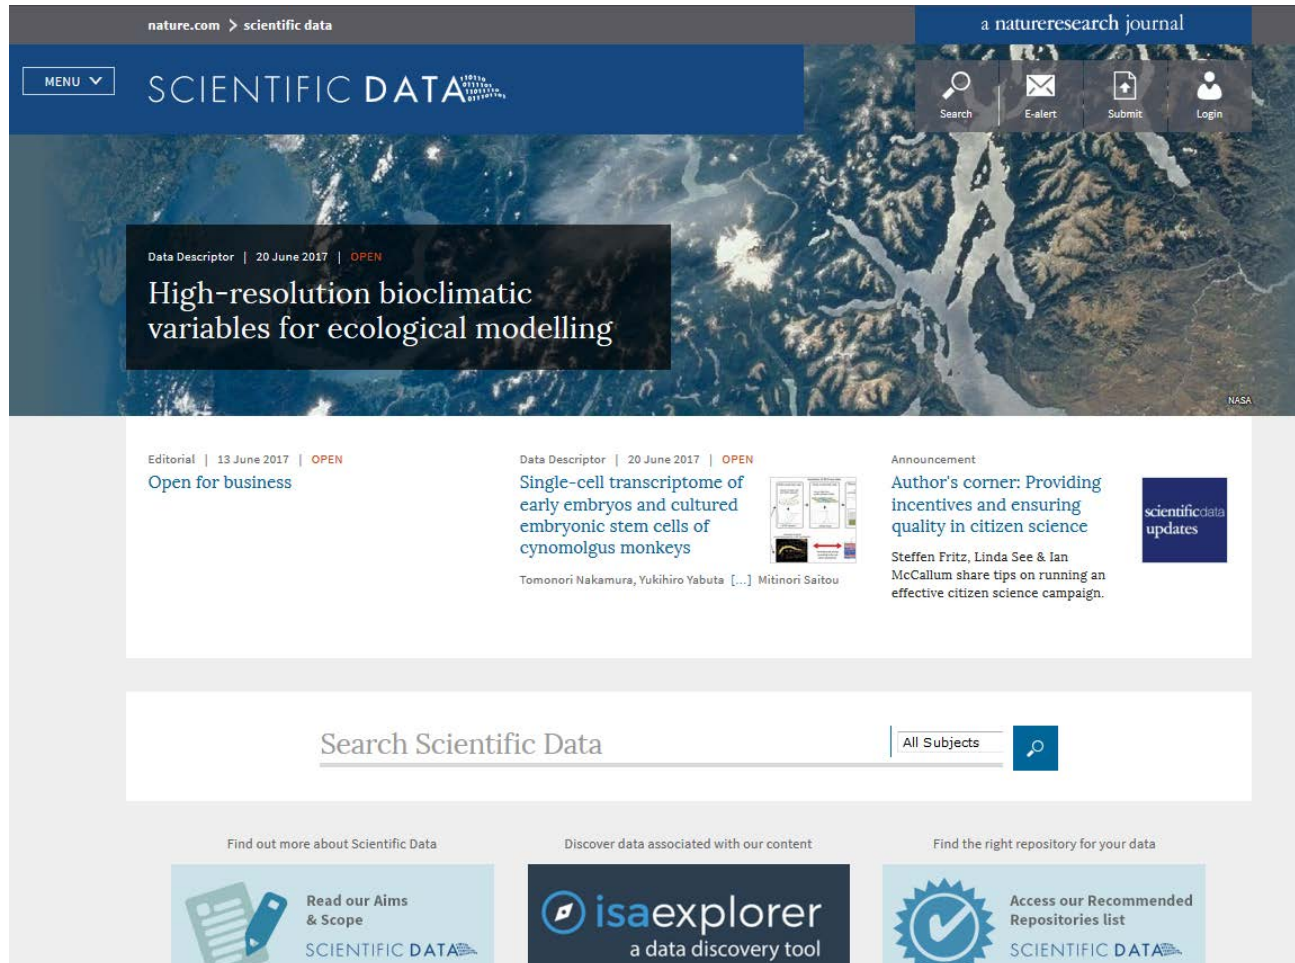 nature.com > scientific data
a natureresearch journal
MENU
SCIENTIFIC DATA
Search
E-alert
Submit
Login
Data Descriptor | 20 June 2017 | OPEN
High-resolution bioclimatic
variables for ecological modelling
NASA
Editorial | 13 June 2017 | OPEN
Open for business
Data Descriptor | 20 June 2017 | OPEN
Single-cell transcriptome of
early embryos and cultured
embryonic stem cells of
cynomolgus monkeys
Tomonori Nakamura, Yukihiro Yabuta [...] Mitinori Saitou
Announcement
Author's corner: Providing
incentives and ensuring
quality in citizen science
Steffen Fritz, Linda See & Ian
McCallum share tips on running an
effective citizen science campaign.
scientificdata
updates
Search Scientific Data
All Subjects
Find out more about Scientific Data
Read our Aims
& Scope
SCIENTIFIC DATA
Discover data associated with our content
isaexplorer
a data discovery tool
Find the right repository for your data
Access our Recommended
Repositories list
SCIENTIFIC DATA